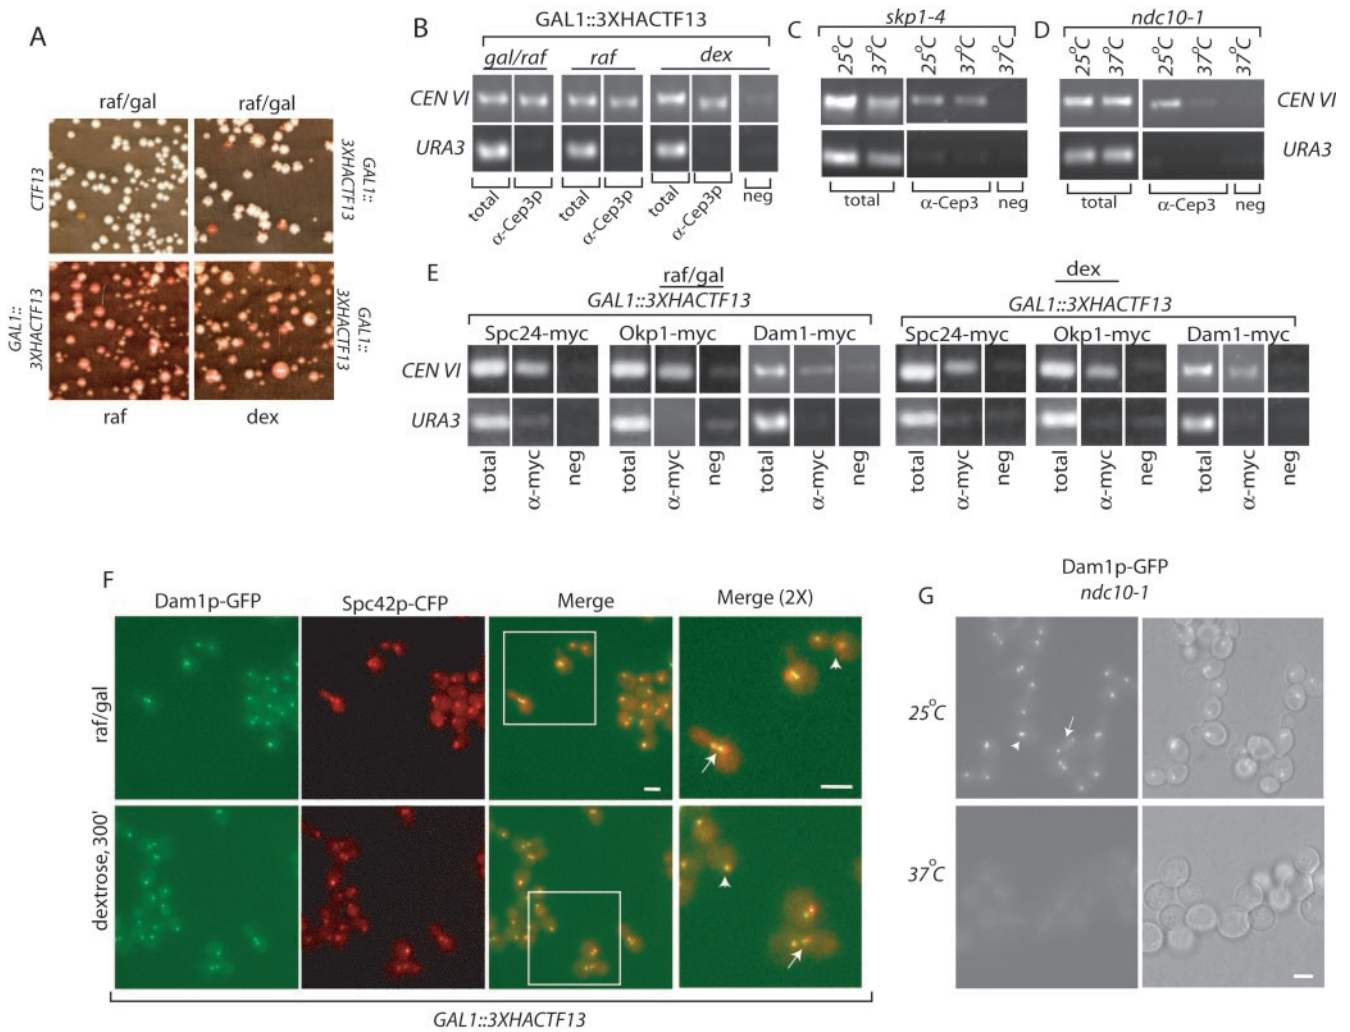 A
raf/gal
raf/gal
CTF13
GAL1::
3XHACTF13
GAL1::
3XHACTF13
GAL1::
3XHACTF13
raf
dex
B
GAL1::3XHACTF13
gal/raf
raf
dex
CEN VI
URA3
total
α-Cep3p
total
α-Cep3p
total
α-Cep3p
neg
C
skp1-4
25°C
37°C
25°C
37°C
37°C
total
α-Cep3
neg
D
ndc10-1
25°C
37°C
25°C
37°C
37°C
CEN VI
URA3
total
α-Cep3
neg
E
raf/gal
GAL1::3XHACTF13
Spc24-myc
Okp1-myc
Dam1-myc
CEN VI
URA3
total
α-myc
neg
total
α-myc
neg
total
α-myc
neg
dex
GAL1::3XHACTF13
Spc24-myc
Okp1-myc
Dam1-myc
total
α-myc
neg
total
α-myc
neg
total
α-myc
neg
F
Dam1p-GFP
Spc42p-CFP
Merge
Merge (2X)
raf/gal
dextrose, 300'
GAL1::3XHACTF13
G
Dam1p-GFP
ndc10-1
25°C
37°C